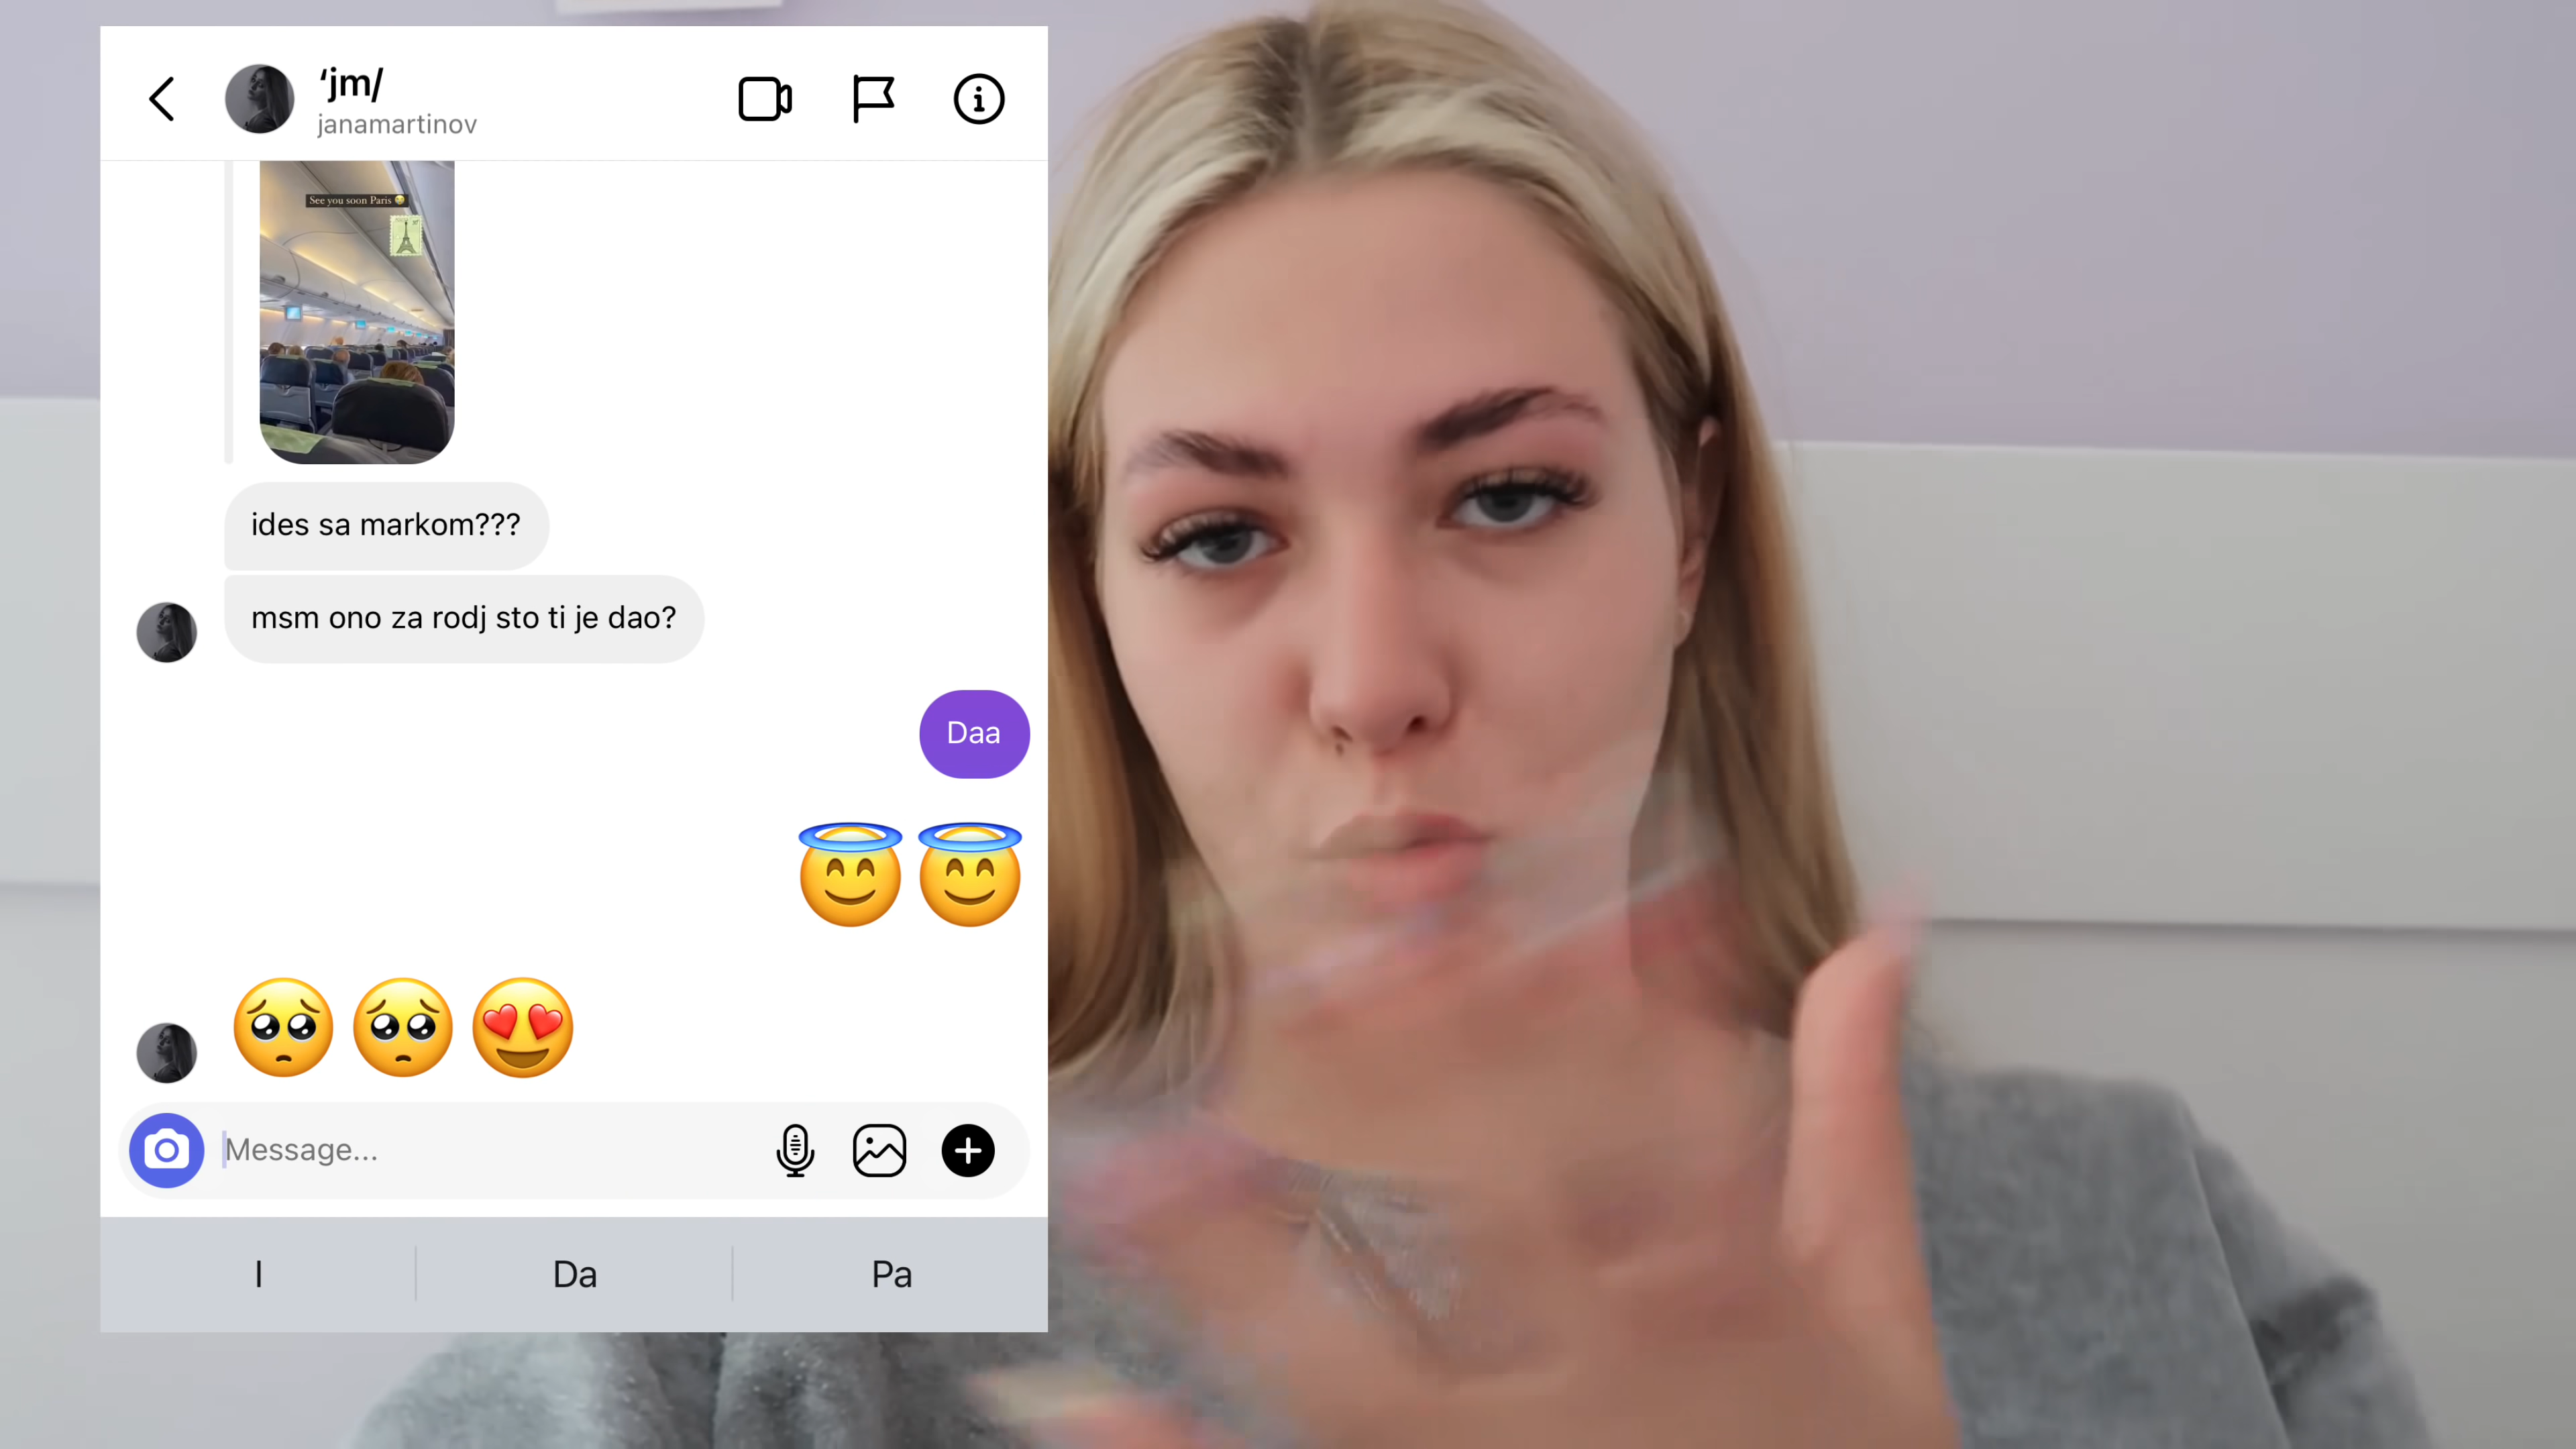 ‘jm/
janamartinov
See you soon Paris 😢
ides sa markom???
msm ono za rodj sto ti je dao?
Daa
😇😇
🥺🥺😍
Message...
I
Da
Pa